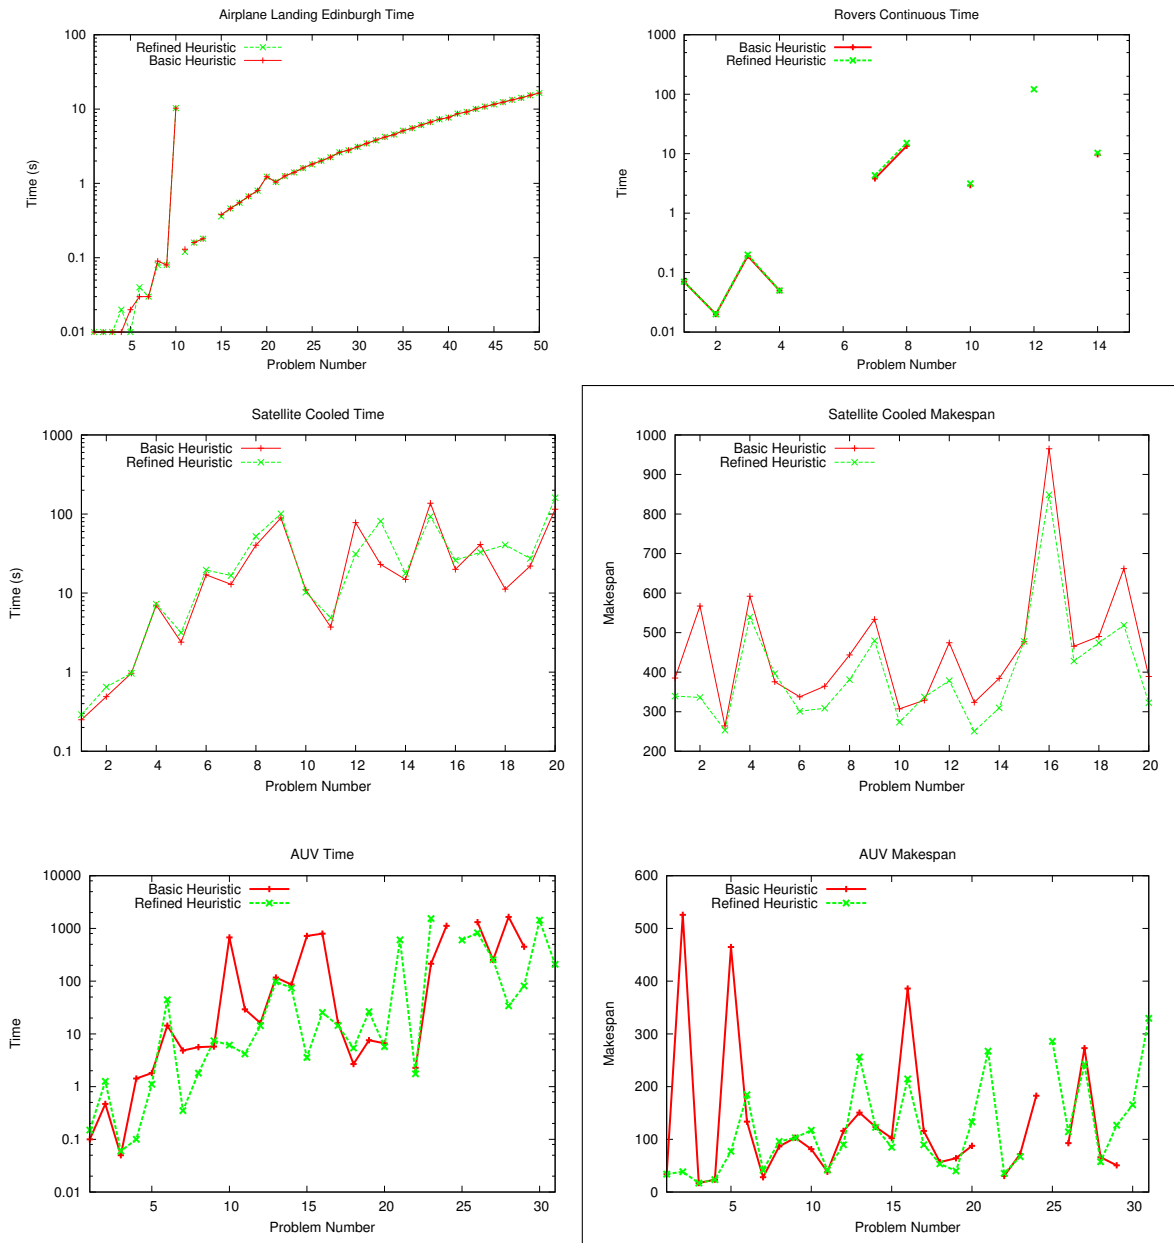 Airplane Landing Edinburgh Time
100
10
1
0.1
0.01
Time (s)
Refined Heuristic
Basic Heuristic
5 10 15 20 25 30 35 40 45 50
Problem Number
Rovers Continuous Time
1000
100
10
1
0.1
0.01
Time
Basic Heuristic
Refined Heuristic
2 4 6 8 10 12 14
Problem Number
Satellite Cooled Time
1000
100
10
1
0.1
Time (s)
Basic Heuristic
Refined Heuristic
2 4 6 8 10 12 14 16 18 20
Problem Number
Satellite Cooled Makespan
1000
900
800
700
600
500
400
300
200
Makespan
Basic Heuristic
Refined Heuristic
2 4 6 8 10 12 14 16 18 20
Problem Number
AUV Time
10000
1000
100
10
1
0.1
0.01
Time
Basic Heuristic
Refined Heuristic
5 10 15 20 25 30
Problem Number
AUV Makespan
600
500
400
300
200
100
0
Makespan
Basic Heuristic
Refined Heuristic
5 10 15 20 25 30
Problem Number